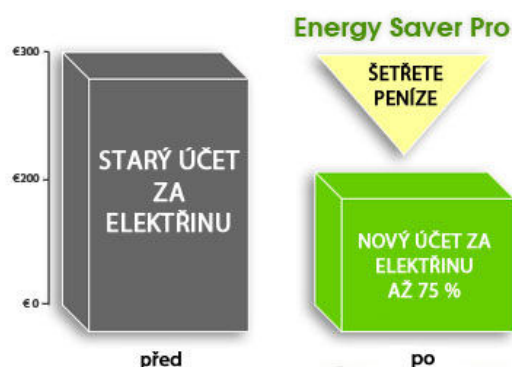 Energy Saver Pro
€300
€200
€0
STARÝ ÚČET
ZA
ELEKTŘINU
před
ŠETŘETE
PENÍZE
NOVÝ ÚČET ZA
ELEKTŘINU
AŽ 75 %
po